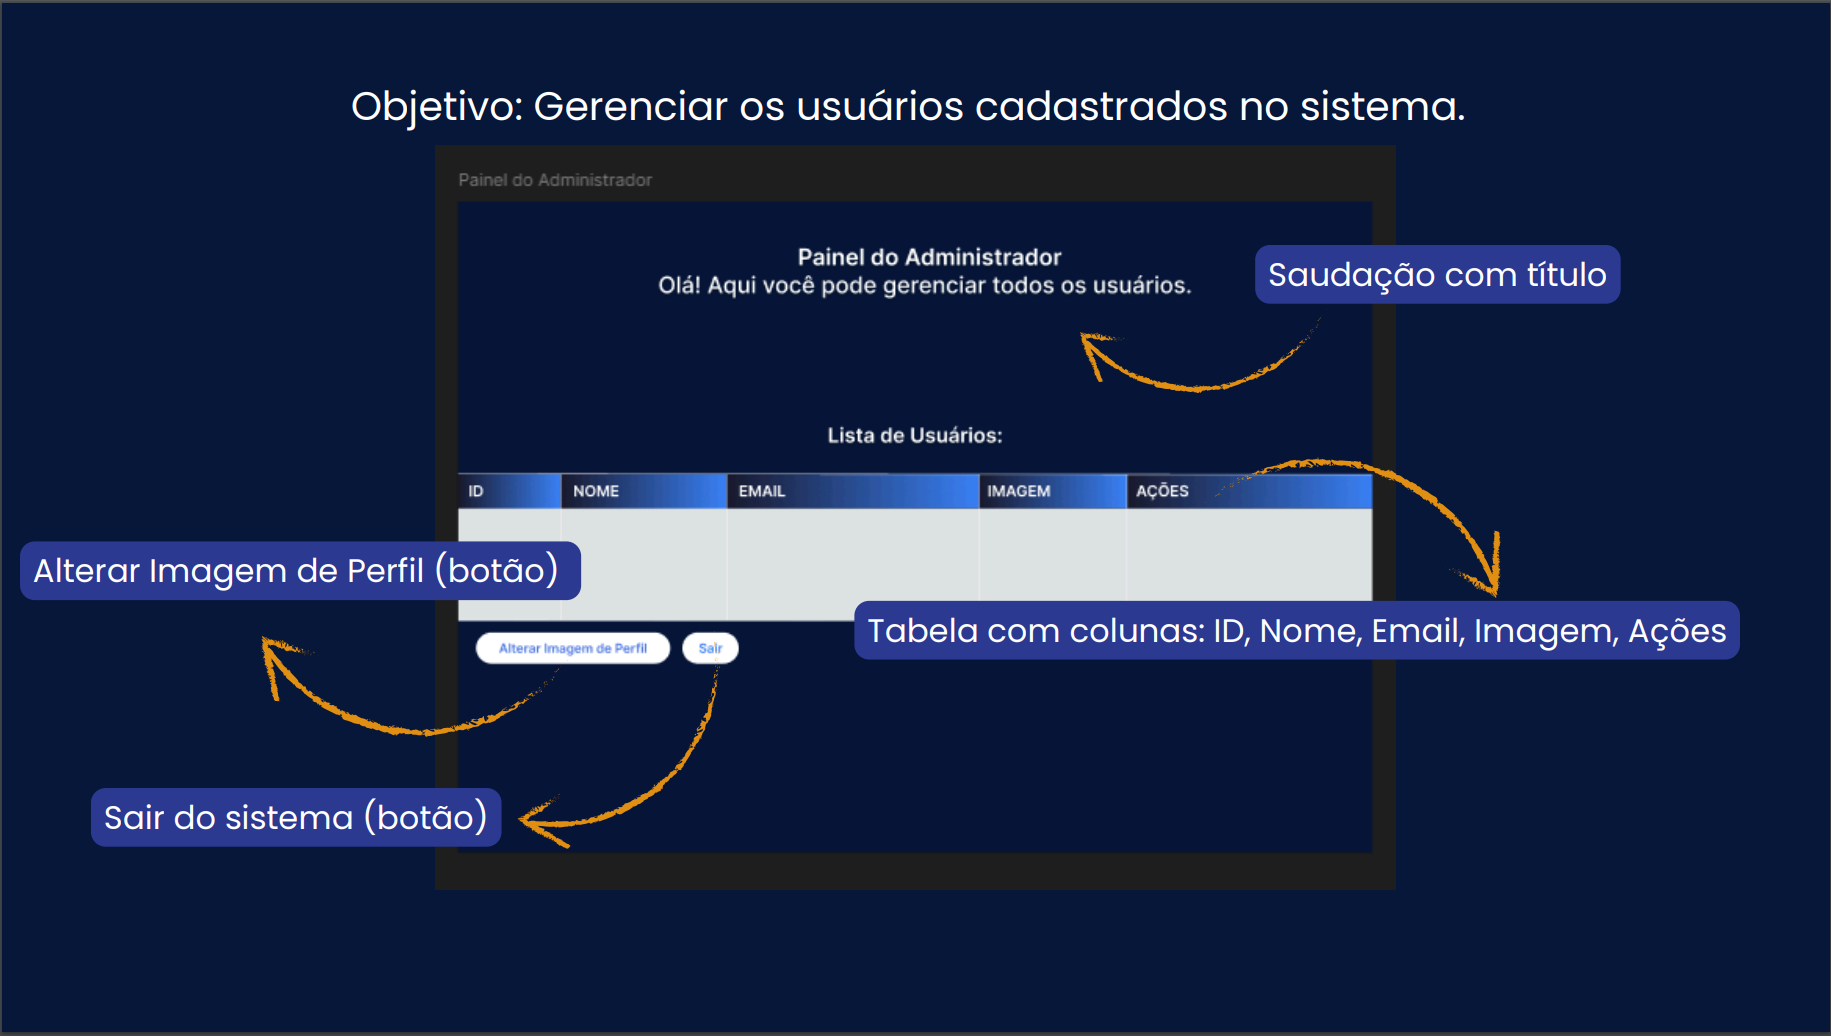 Objetivo: Gerenciar os usuários cadastrados no sistema.
Painel do Administrador
Painel do Administrador
Olá! Aqui você pode gerenciar todos os usuários.
Saudação com título
Lista de Usuários:
ID NOME EMAIL IMAGEM AÇÕES
Alterar Imagem de Perfil (botão)
Tabela com colunas: ID, Nome, Email, Imagem, Ações
Alterar Imagem de Perfil Sair
Sair do sistema (botão)